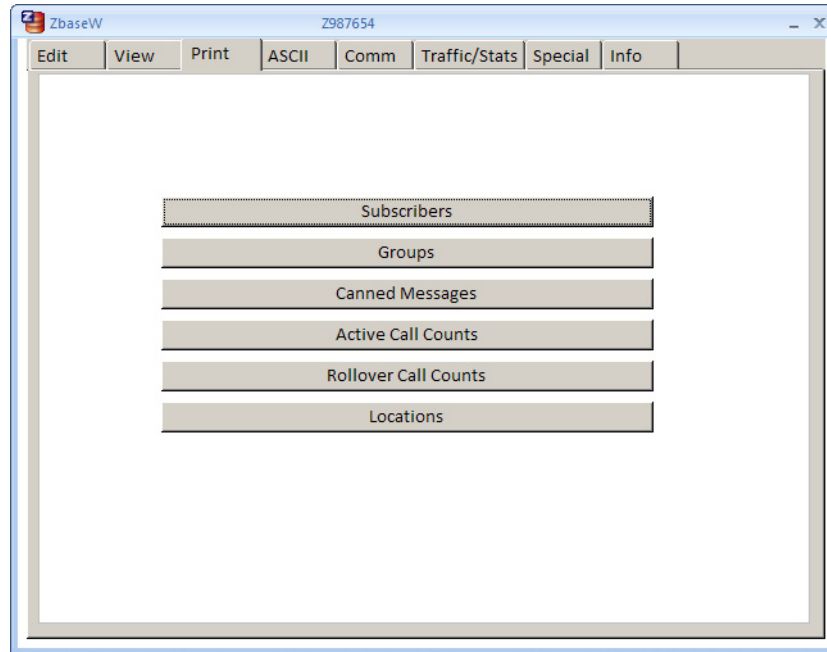 ZbaseW Z987654
Edit View Print ASCII Comm Traffic/Stats Special Info
Subscribers
Groups
Canned Messages
Active Call Counts
Rollover Call Counts
Locations